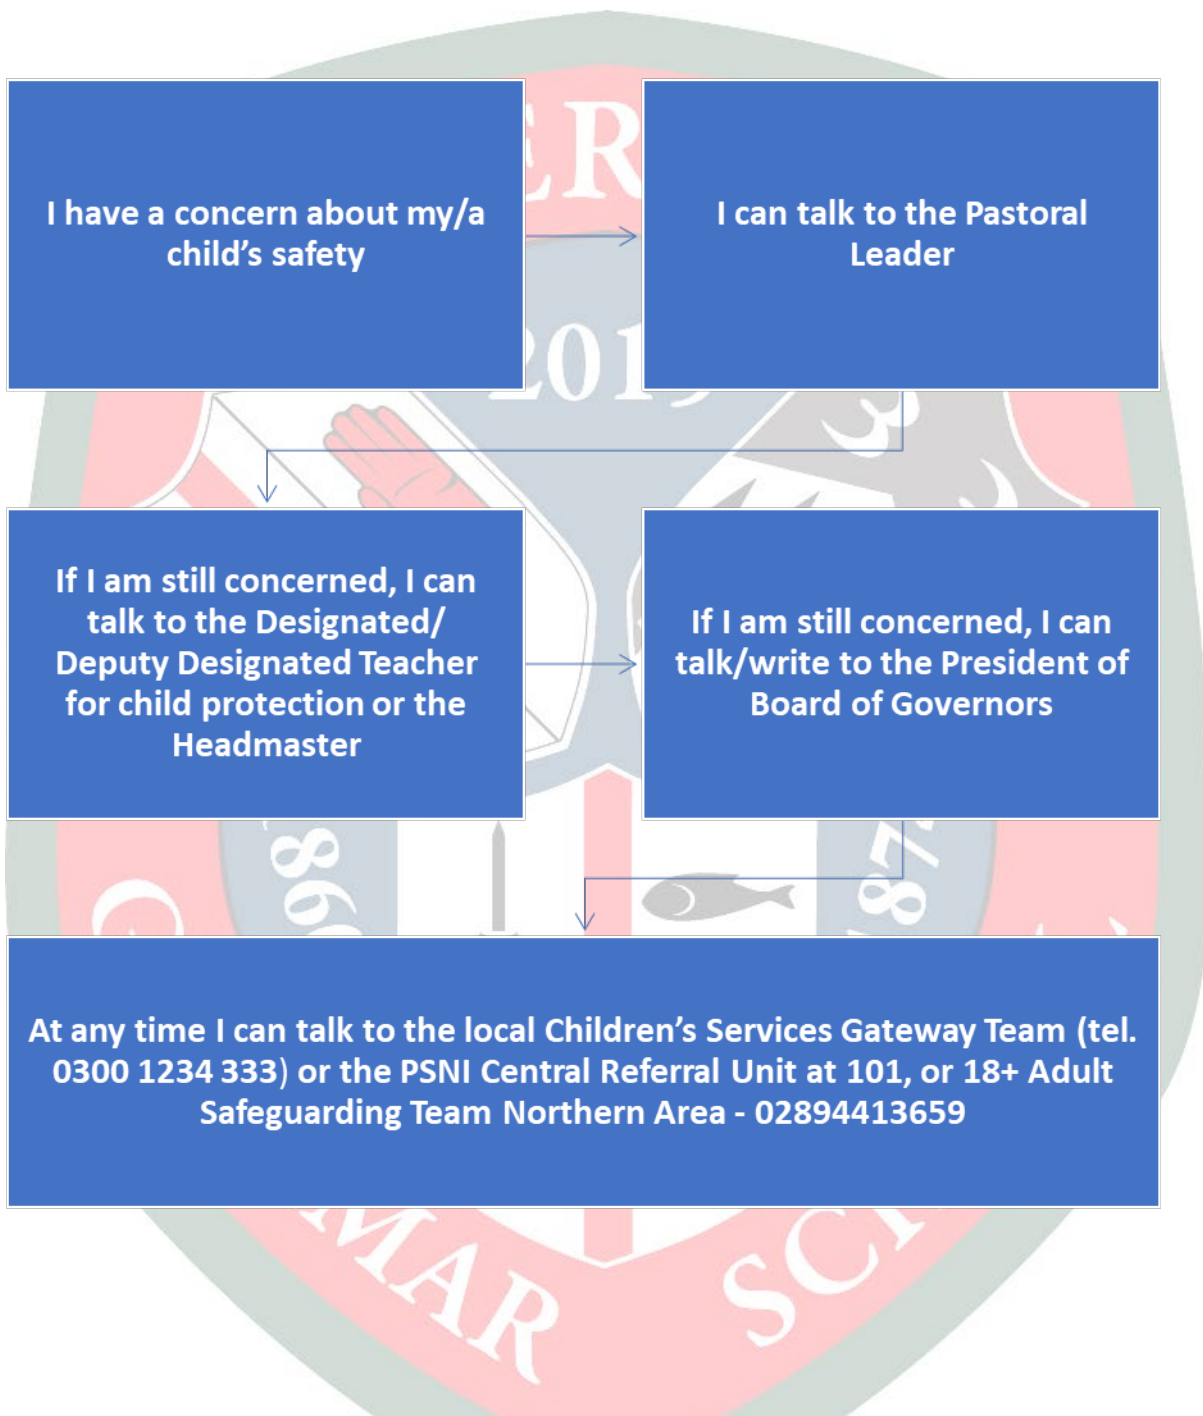 I have a concern about my/a
child's safety
I can talk to the Pastoral
Leader
If I am still concerned, I can
talk to the Designated/
Deputy Designated Teacher
for child protection or the
Headmaster
If I am still concerned, I can
talk/write to the President of
Board of Governors
At any time I can talk to the local Children's Services Gateway Team (tel.
0300 1234 333) or the PSNI Central Referral Unit at 101, or 18+ Adult
Safeguarding Team Northern Area - 02894413659